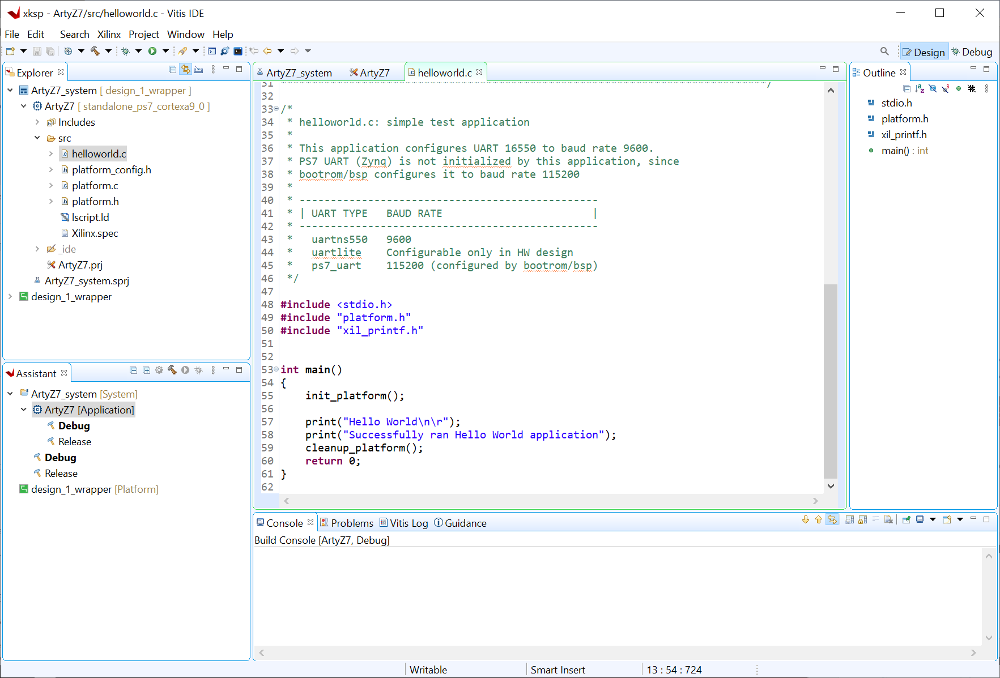 xksp - ArtyZ7/src/helloworld.c - Vitis IDE
File Edit Search Xilinx Project Window Help
Design Debug
Explorer
ArtyZ7_system [ design_1_wrapper ]
ArtyZ7 [ standalone_ps7_cortexa9_0 ]
Includes
src
helloworld.c
platform_config.h
platform.c
platform.h
lscript.ld
Xilinx.spec
_ide
ArtyZ7.prj
ArtyZ7_system.sprj
design_1_wrapper
Assistant
ArtyZ7_system [System]
ArtyZ7 [Application]
Debug
Release
Debug
Release
design_1_wrapper [Platform]
ArtyZ7_system ArtyZ7 helloworld.c
31
32
33 /*
34 * helloworld.c: simple test application
35 *
36 * This application configures UART 16550 to baud rate 9600.
37 * PS7 UART (Zynq) is not initialized by this application, since
38 * bootrom/bsp configures it to baud rate 115200
39 *
40 * ------------------------------------------------
41 * | UART TYPE   BAUD RATE                        |
42 * ------------------------------------------------
43 *   uartns550   9600
44 *   uartlite    Configurable only in HW design
45 *   ps7_uart    115200 (configured by bootrom/bsp)
46 */
47
48 #include <stdio.h>
49 #include "platform.h"
50 #include "xil_printf.h"
51
52
53 int main()
54 {
55     init_platform();
56
57     print("Hello World\n\r");
58     print("Successfully ran Hello World application");
59     cleanup_platform();
60     return 0;
61 }
62
Outline
stdio.h
platform.h
xil_printf.h
main() : int
Console Problems Vitis Log Guidance
Build Console [ArtyZ7, Debug]
Writable Smart Insert 13 : 54 : 724